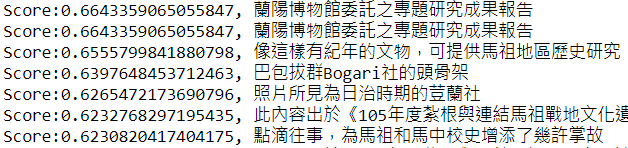 Score:0.6643359065055847, 蘭陽博物館委託之專題研究成果報告
Score:0.6643359065055847, 蘭陽博物館委託之專題研究成果報告
Score:0.6555799841880798, 像這樣有紀年的文物，可提供馬祖地區歷史研究
Score:0.6397648453712463, 巴包拔群Bogari社的頭骨架
Score:0.6265472173690796, 照片所見為日治時期的荳蘭社
Score:0.6232768297195435, 此內容出於《105年度紮根與連結馬祖戰地文化遺
Score:0.6230820417404175, 點滴往事，為馬祖和馬中校史增添了幾許掌故